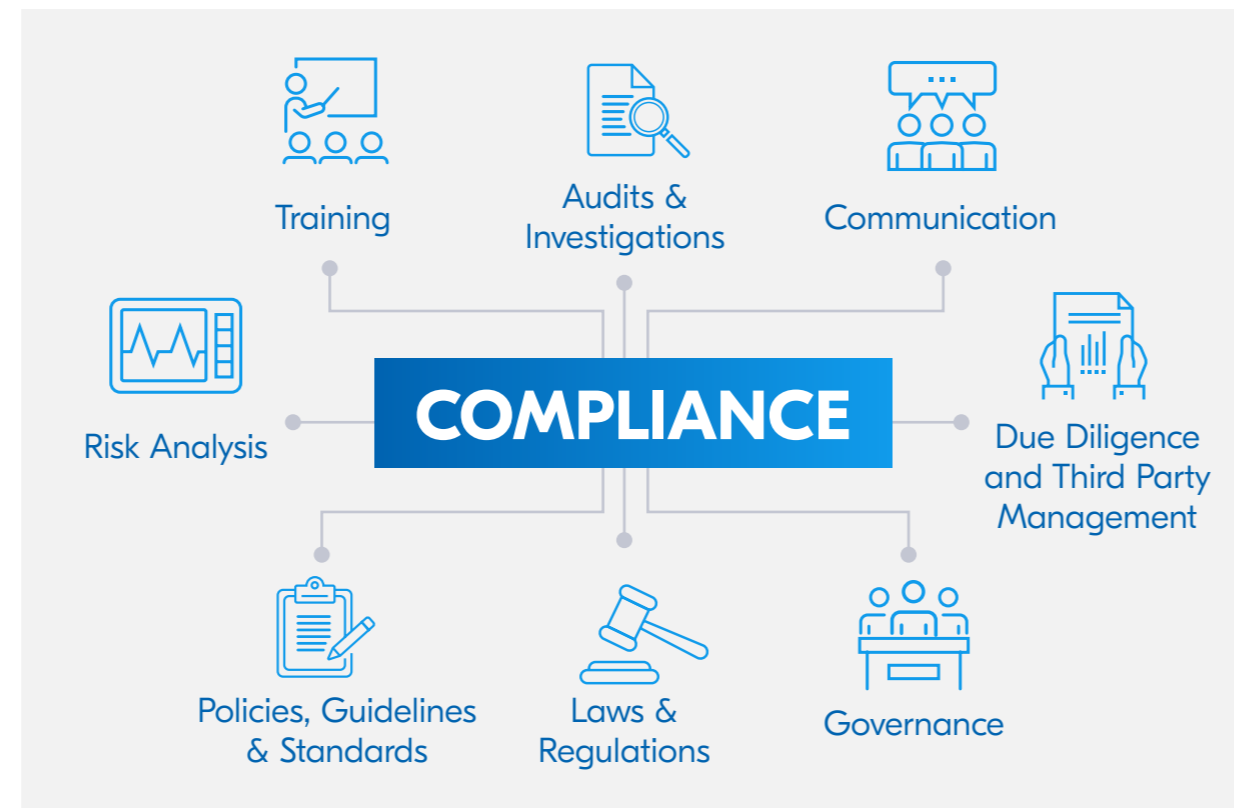 Training
Audits &
Investigations
Communication
Risk Analysis
COMPLIANCE
Due Diligence
and Third Party
Management
Policies, Guidelines
& Standards
Laws &
Regulations
Governance